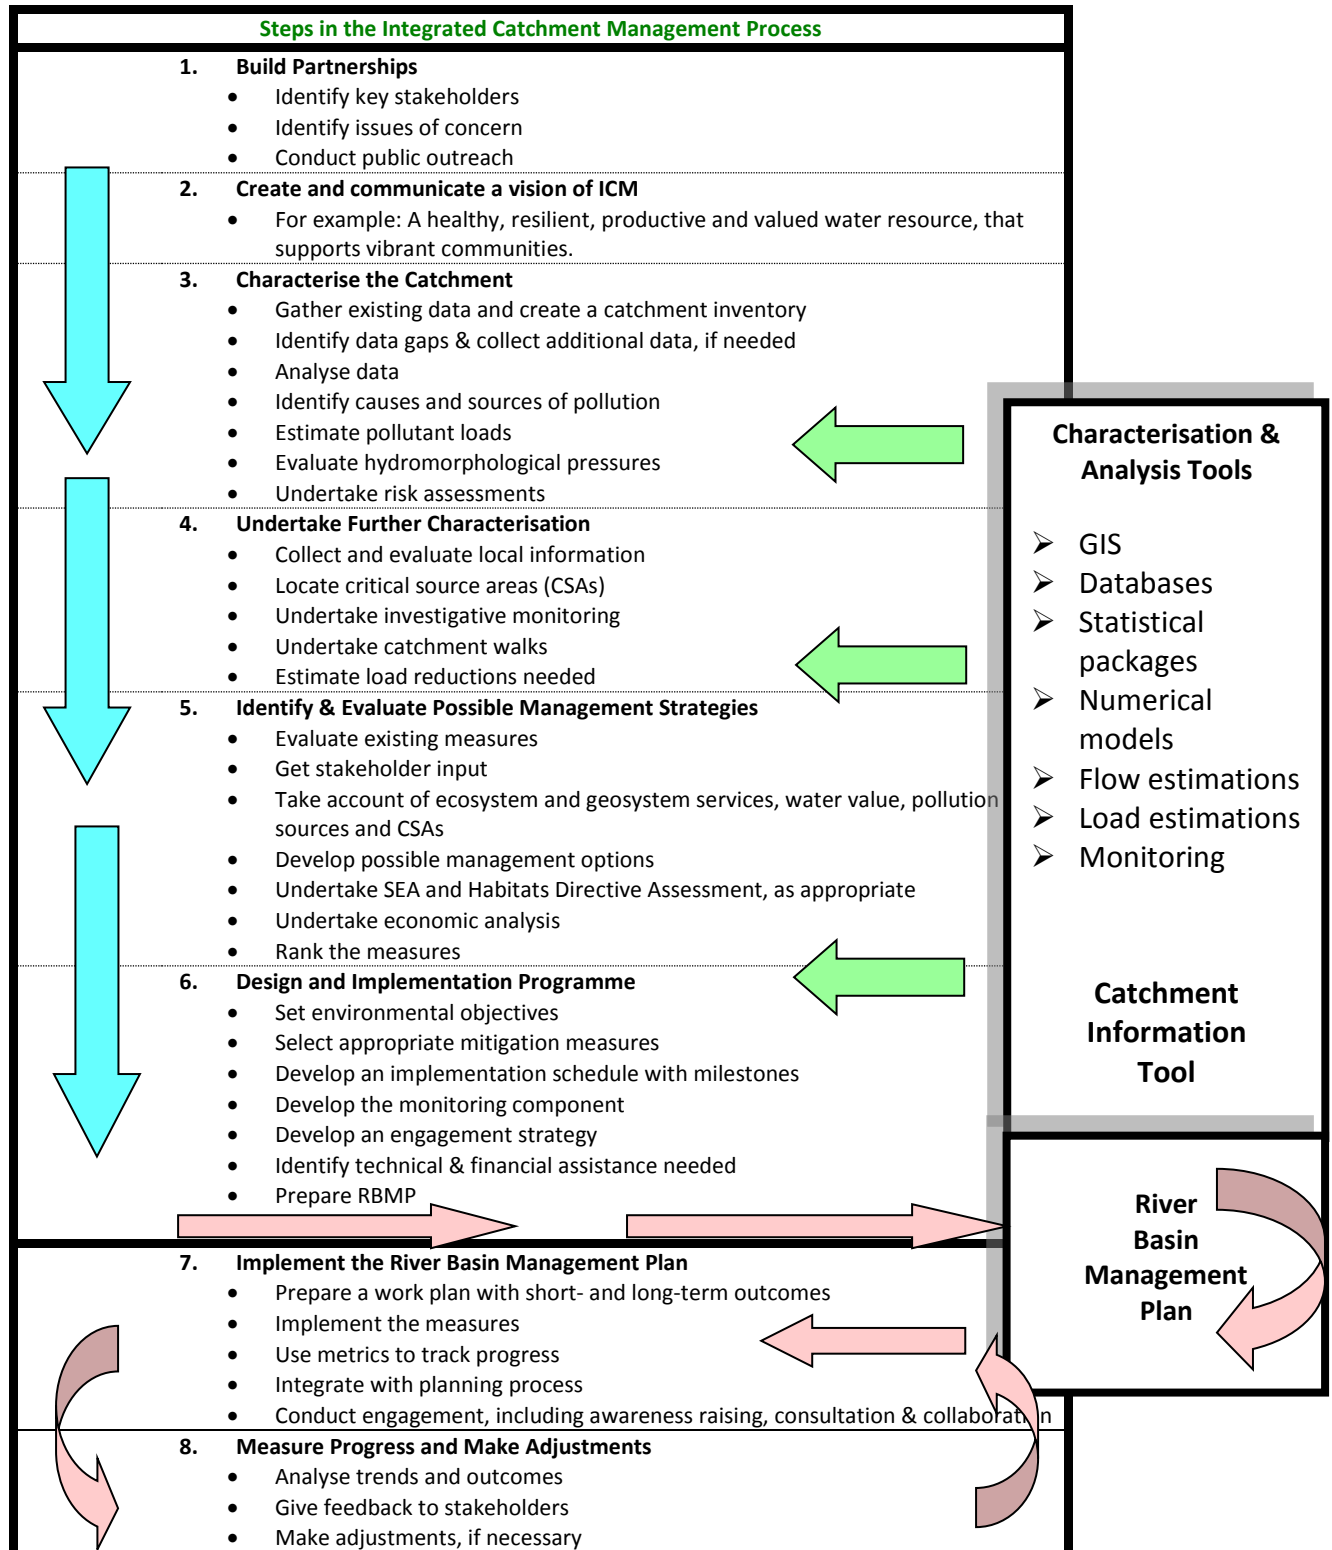 Steps in the Integrated Catchment Management Process
1. Build Partnerships
• Identify key stakeholders
• Identify issues of concern
• Conduct public outreach
2. Create and communicate a vision of ICM
• For example: A healthy, resilient, productive and valued water resource, that
supports vibrant communities.
3. Characterise the Catchment
• Gather existing data and create a catchment inventory
• Identify data gaps & collect additional data, if needed
• Analyse data
• Identify causes and sources of pollution
• Estimate pollutant loads
• Evaluate hydromorphological pressures
• Undertake risk assessments
4. Undertake Further Characterisation
• Collect and evaluate local information
• Locate critical source areas (CSAs)
• Undertake investigative monitoring
• Undertake catchment walks
• Estimate load reductions needed
5. Identify & Evaluate Possible Management Strategies
• Evaluate existing measures
• Get stakeholder input
• Take account of ecosystem and geosystem services, water value, pollution
sources and CSAs
• Develop possible management options
• Undertake SEA and Habitats Directive Assessment, as appropriate
• Undertake economic analysis
• Rank the measures
6. Design and Implementation Programme
• Set environmental objectives
• Select appropriate mitigation measures
• Develop an implementation schedule with milestones
• Develop the monitoring component
• Develop an engagement strategy
• Identify technical & financial assistance needed
• Prepare RBMP
7. Implement the River Basin Management Plan
• Prepare a work plan with short- and long-term outcomes
• Implement the measures
• Use metrics to track progress
• Integrate with planning process
• Conduct engagement, including awareness raising, consultation & collaboration
8. Measure Progress and Make Adjustments
• Analyse trends and outcomes
• Give feedback to stakeholders
• Make adjustments, if necessary
Characterisation &
Analysis Tools
➢ GIS
➢ Databases
➢ Statistical
packages
➢ Numerical
models
➢ Flow estimations
➢ Load estimations
➢ Monitoring
Catchment
Information
Tool
River
Basin
Management
Plan